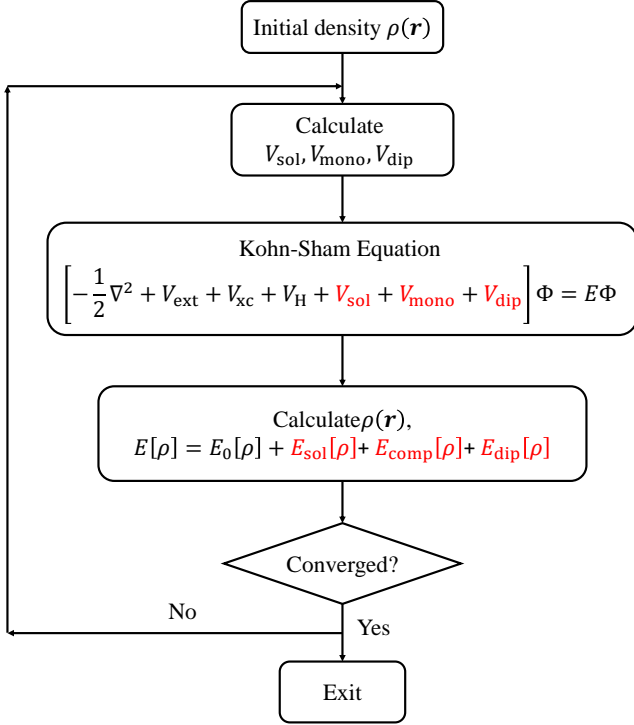 Initial density ρ(𝒓)
Calculate
V_sol, V_mono, V_dip
Kohn-Sham Equation
[−1/2 ∇² + V_ext + V_xc + V_H + V_sol + V_mono + V_dip] Φ = EΦ
Calculateρ(𝒓),
E[ρ] = E_0[ρ] + E_sol[ρ]+ E_comp[ρ]+ E_dip[ρ]
Converged?
No
Yes
Exit